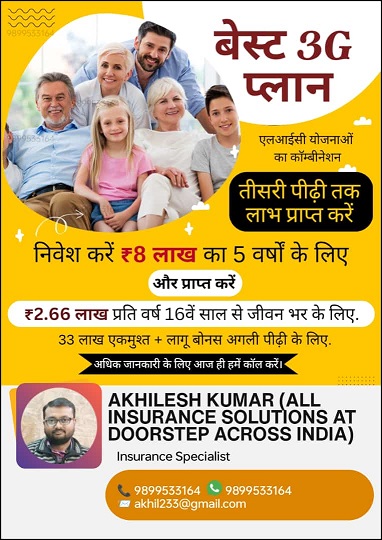 9899533164
बेस्ट 3G
प्लान
9899533164
एलआईसी योजनाओं
का कॉम्बीनेशन
तीसरी पीढ़ी तक
लाभ प्राप्त करें
निवेश करें ₹8 लाख का 5 वर्षों के लिए
और प्राप्त करें
₹2.66 लाख प्रति वर्ष 16वें साल से जीवन भर के लिए.
33 लाख एकमुश्त + लागू बोनस अगली पीढ़ी के लिए.
अधिक जानकारी के लिए आज ही हमें कॉल करें।
AKHILESH KUMAR (ALL
INSURANCE SOLUTIONS AT
DOORSTEP ACROSS INDIA)
Insurance Specialist
9899533164 9899533164
akhil233@gmail.com